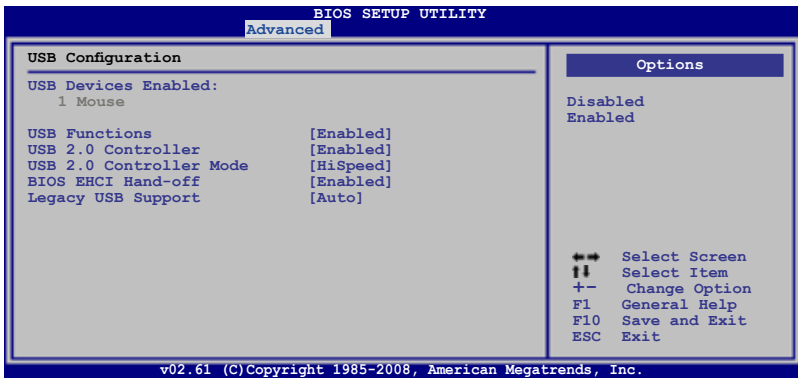 BIOS SETUP UTILITY
Advanced
USB Configuration
USB Devices Enabled:
1 Mouse
USB Functions [Enabled]
USB 2.0 Controller [Enabled]
USB 2.0 Controller Mode [HiSpeed]
BIOS EHCI Hand-off [Enabled]
Legacy USB Support [Auto]
Options
Disabled
Enabled
←→ Select Screen
↑↓ Select Item
+- Change Option
F1 General Help
F10 Save and Exit
ESC Exit
v02.61 (C)Copyright 1985-2008, American Megatrends, Inc.